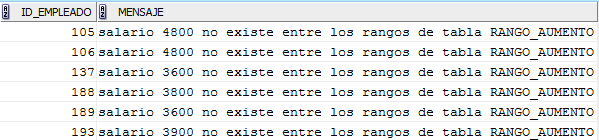 ID_EMPLEADO MENSAJE
105 salario 4800 no existe entre los rangos de tabla RANGO_AUMENTO
106 salario 4800 no existe entre los rangos de tabla RANGO_AUMENTO
137 salario 3600 no existe entre los rangos de tabla RANGO_AUMENTO
188 salario 3800 no existe entre los rangos de tabla RANGO_AUMENTO
189 salario 3600 no existe entre los rangos de tabla RANGO_AUMENTO
193 salario 3900 no existe entre los rangos de tabla RANGO_AUMENTO